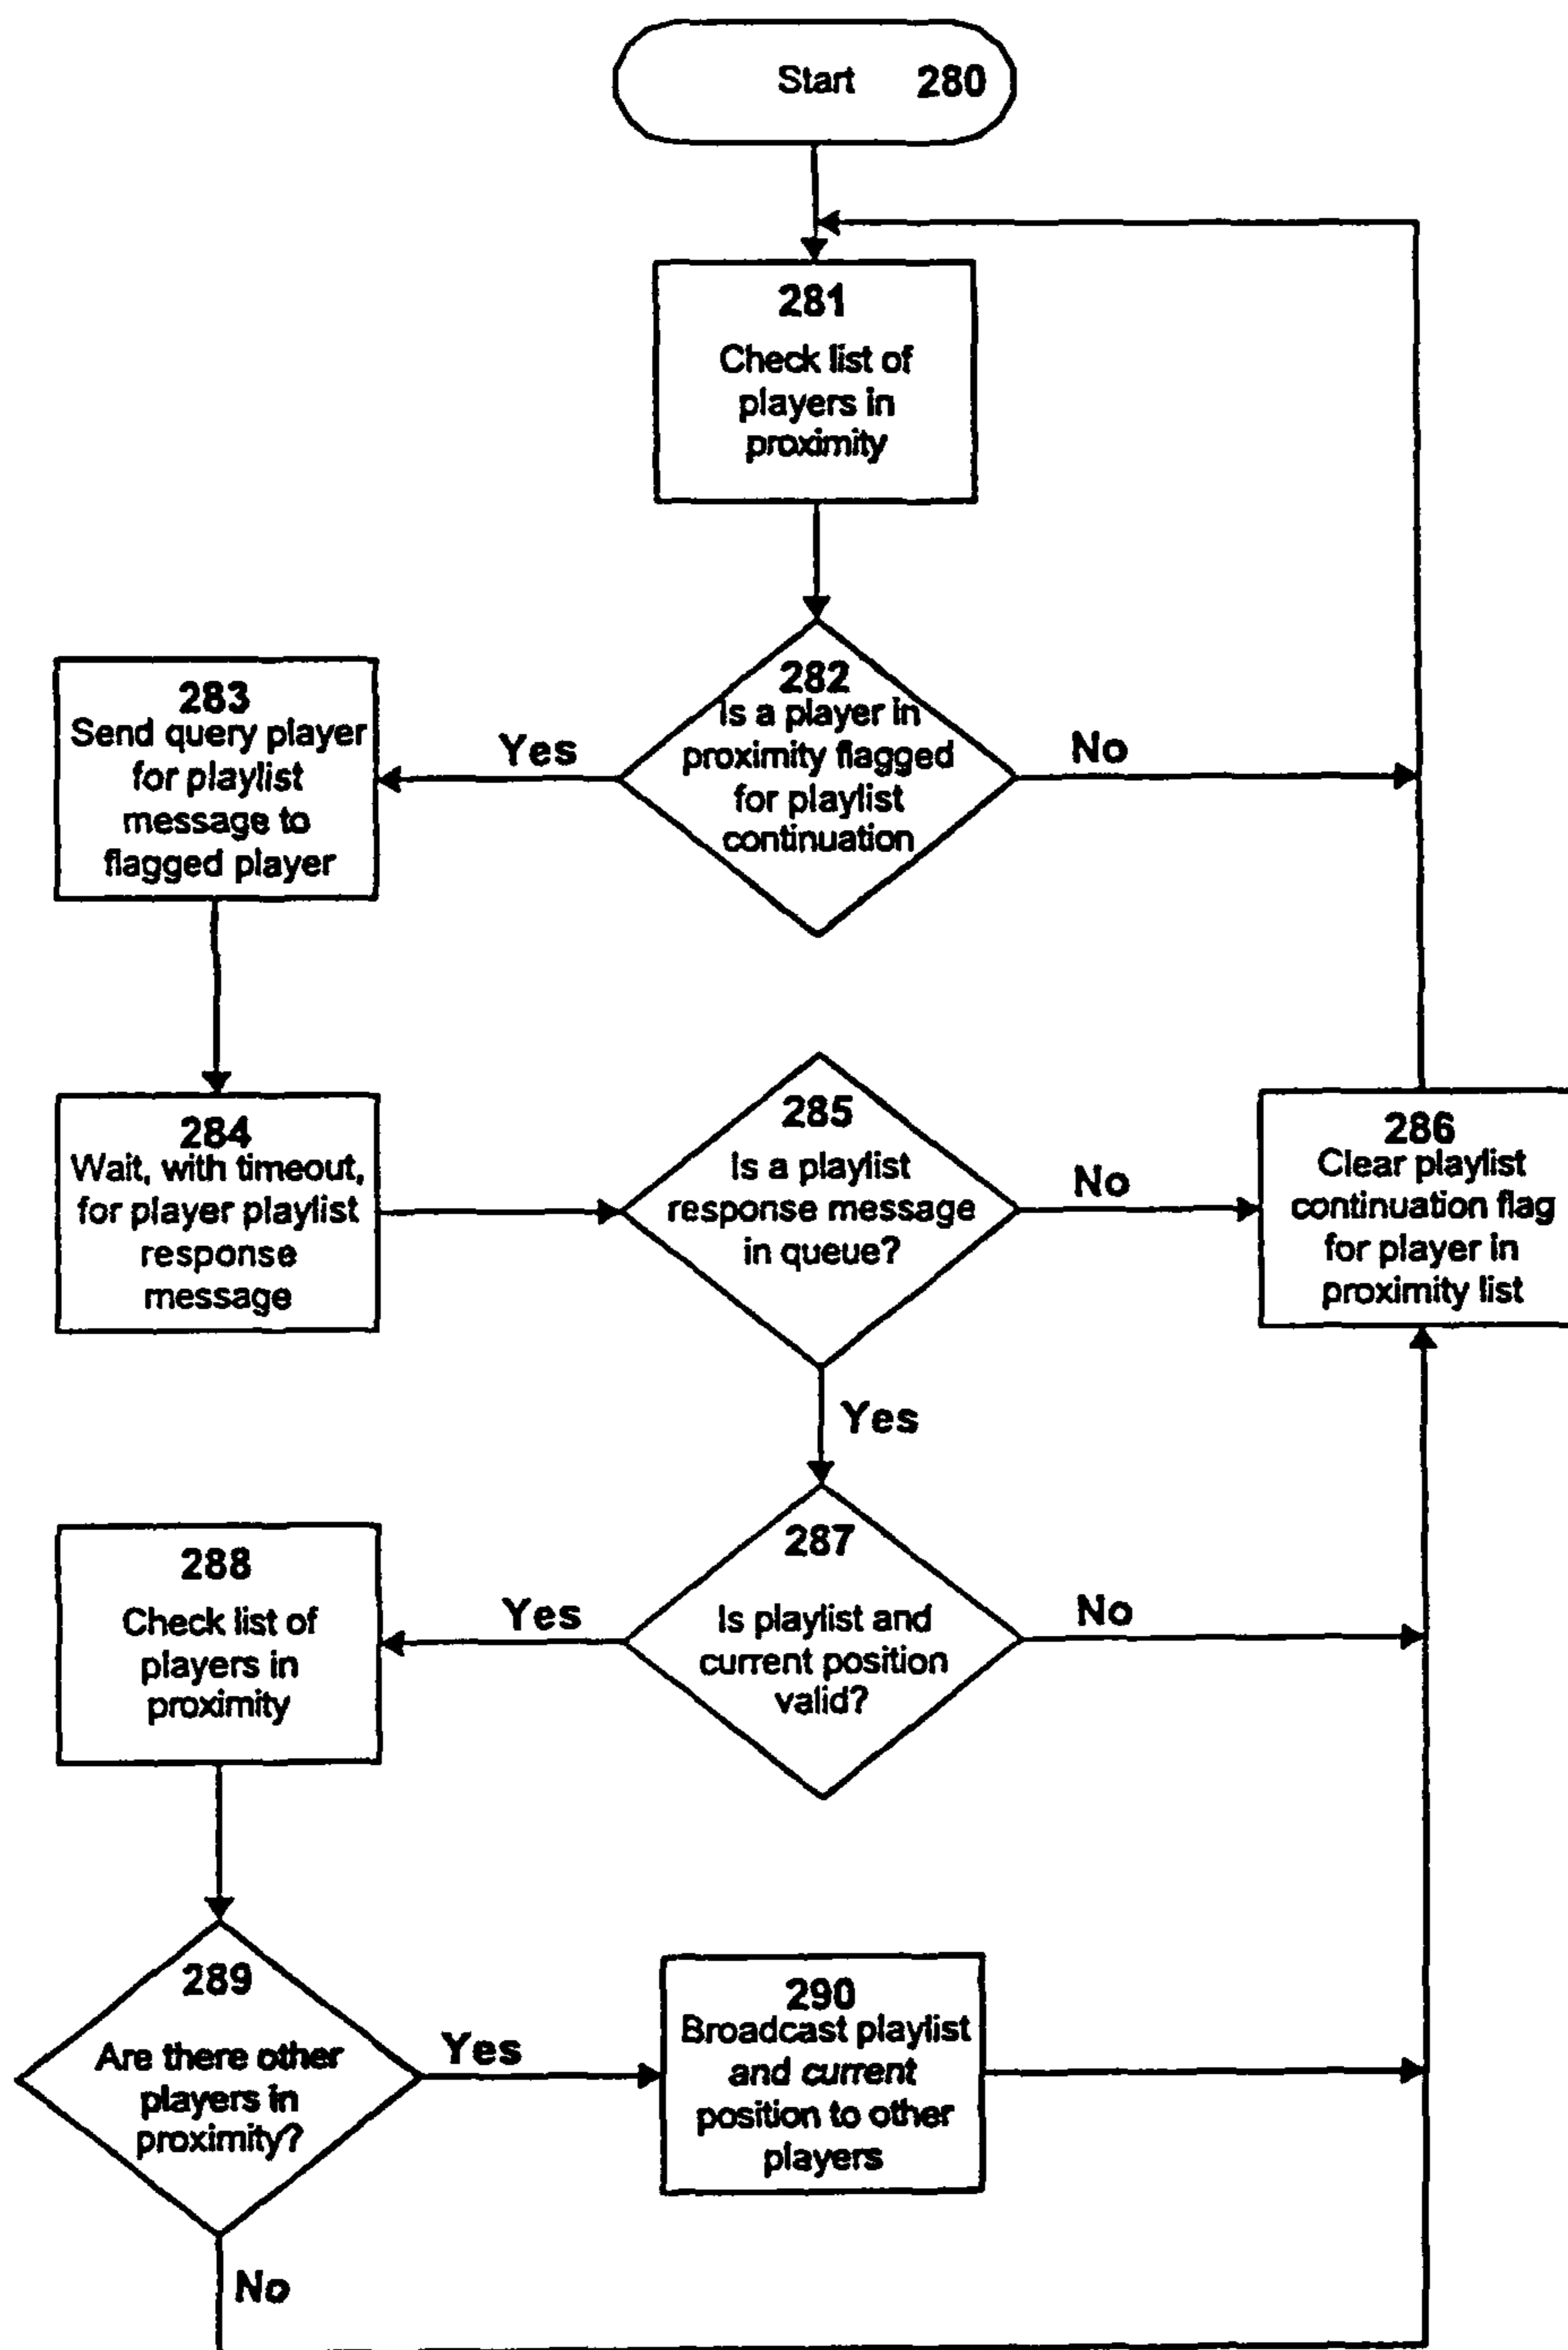 Start 280
281
Check list of
players in
proximity
282
Is a player in
proximity flagged
for playlist
continuation
Yes
No
283
Send query player
for playlist
message to
flagged player
284
Wait, with timeout,
for player playlist
response
message
285
Is a playlist
response message
in queue?
No
Yes
286
Clear playlist
continuation flag
for player in
proximity list
287
Is playlist and
current position
valid?
Yes
No
288
Check list of
players in
proximity
289
Are there other
players in
proximity?
Yes
No
290
Broadcast playlist
and current
position to other
players